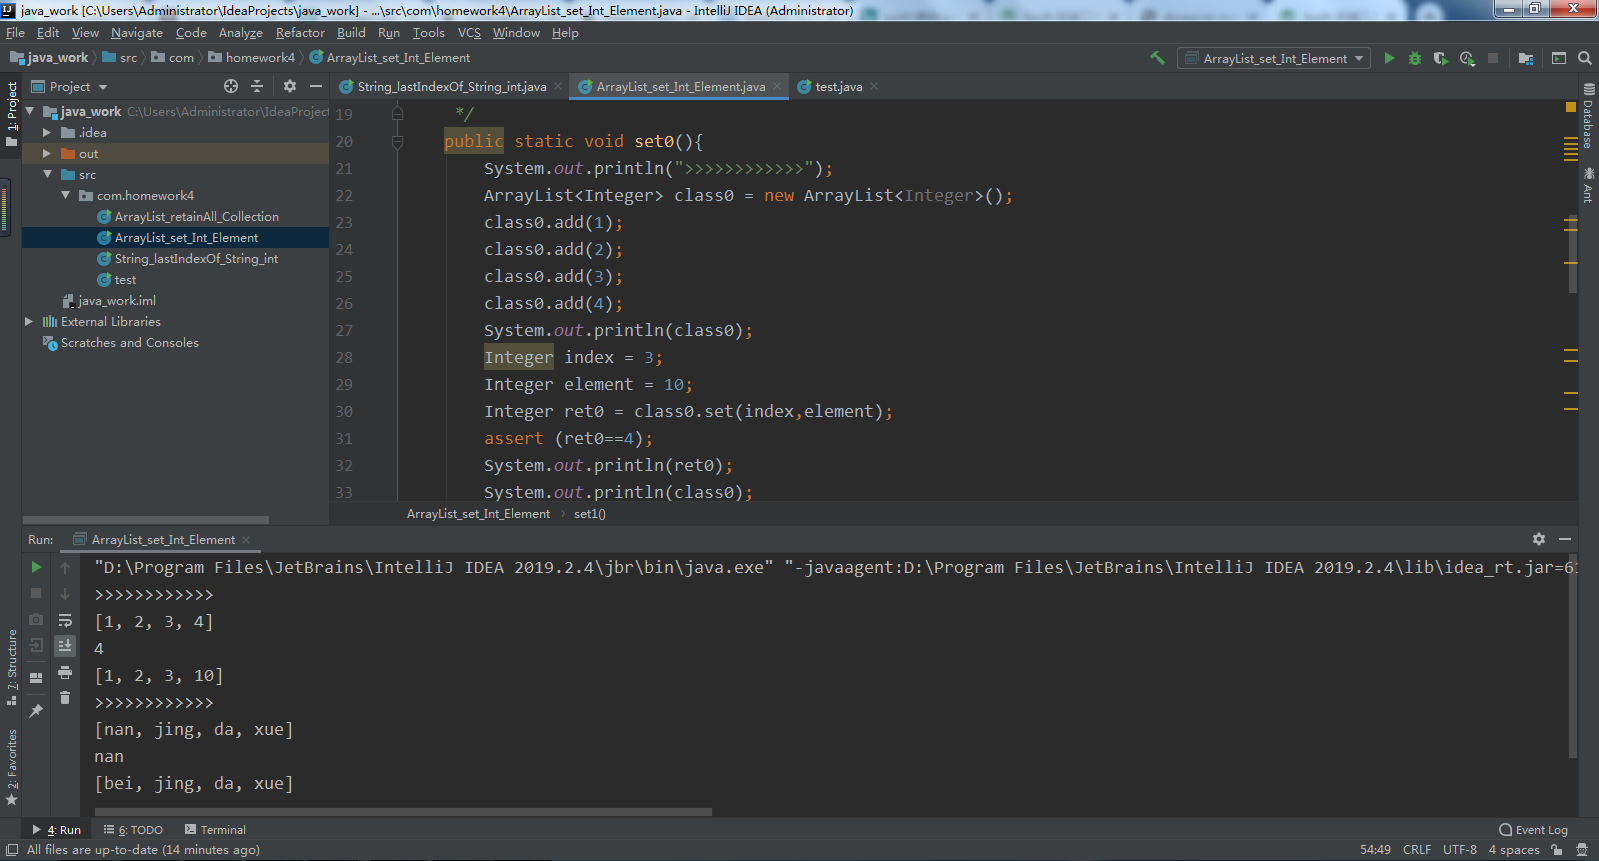 java_work [C:\Users\Administrator\IdeaProjects\java_work] - ...\src\com\homework4\ArrayList_set_Int_Element.java - IntelliJ IDEA (Administrator)
File Edit View Navigate Code Analyze Refactor Build Run Tools VCS Window Help
java_work src com homework4 ArrayList_set_Int_Element
ArrayList_set_Int_Element
1: Project
Project
java_work C:\Users\Administrator\IdeaProject
.idea
out
src
com.homework4
ArrayList_retainAll_Collection
ArrayList_set_Int_Element
String_lastIndexOf_String_int
test
java_work.iml
External Libraries
Scratches and Consoles
String_lastIndexOf_String_int.java ArrayList_set_Int_Element.java test.java
19 */
20 public static void set0(){
21 System.out.println(">>>>>>>>>>>>");
22 ArrayList<Integer> class0 = new ArrayList<Integer>();
23 class0.add(1);
24 class0.add(2);
25 class0.add(3);
26 class0.add(4);
27 System.out.println(class0);
28 Integer index = 3;
29 Integer element = 10;
30 Integer ret0 = class0.set(index,element);
31 assert (ret0==4);
32 System.out.println(ret0);
33 System.out.println(class0);
ArrayList_set_Int_Element set1()
Database
Ant
Run: ArrayList_set_Int_Element
"D:\Program Files\JetBrains\IntelliJ IDEA 2019.2.4\jbr\bin\java.exe" "-javaagent:D:\Program Files\JetBrains\IntelliJ IDEA 2019.2.4\lib\idea_rt.jar=61
>>>>>>>>>>>>
[1, 2, 3, 4]
4
[1, 2, 3, 10]
>>>>>>>>>>>>
[nan, jing, da, xue]
nan
[bei, jing, da, xue]
7: Structure
2: Favorites
4: Run 6: TODO Terminal Event Log
All files are up-to-date (14 minutes ago) 54:49 CRLF UTF-8 4 spaces